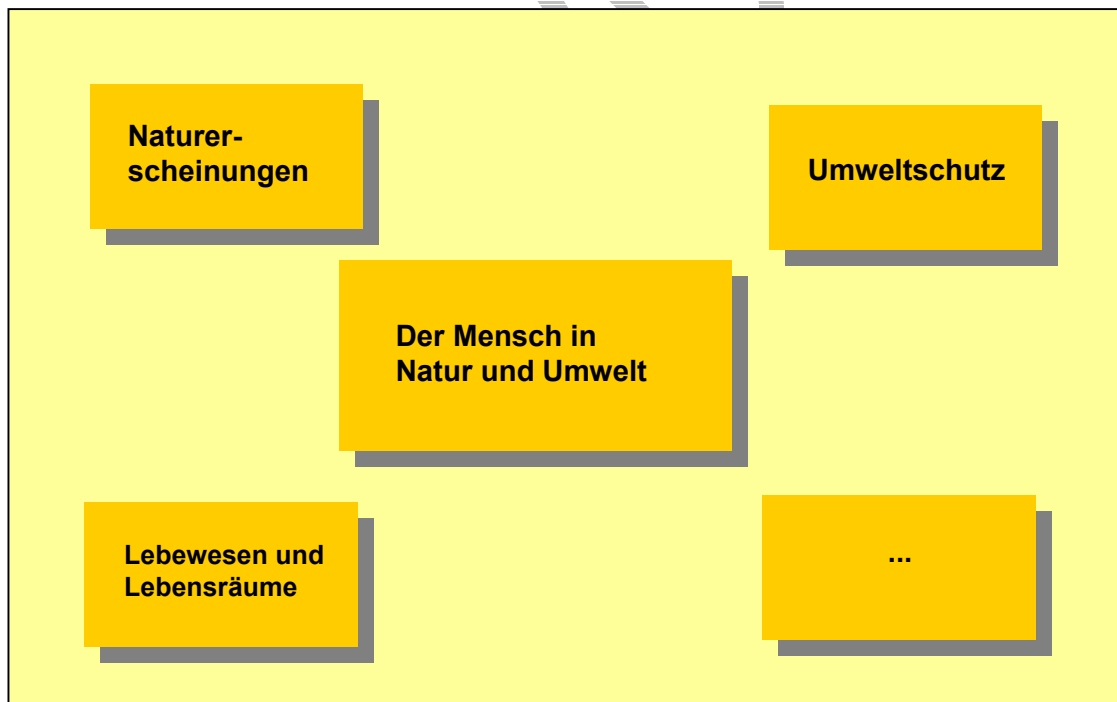 Naturer-
scheinungen
Umweltschutz
Der Mensch in
Natur und Umwelt
Lebewesen und
Lebensräume
...